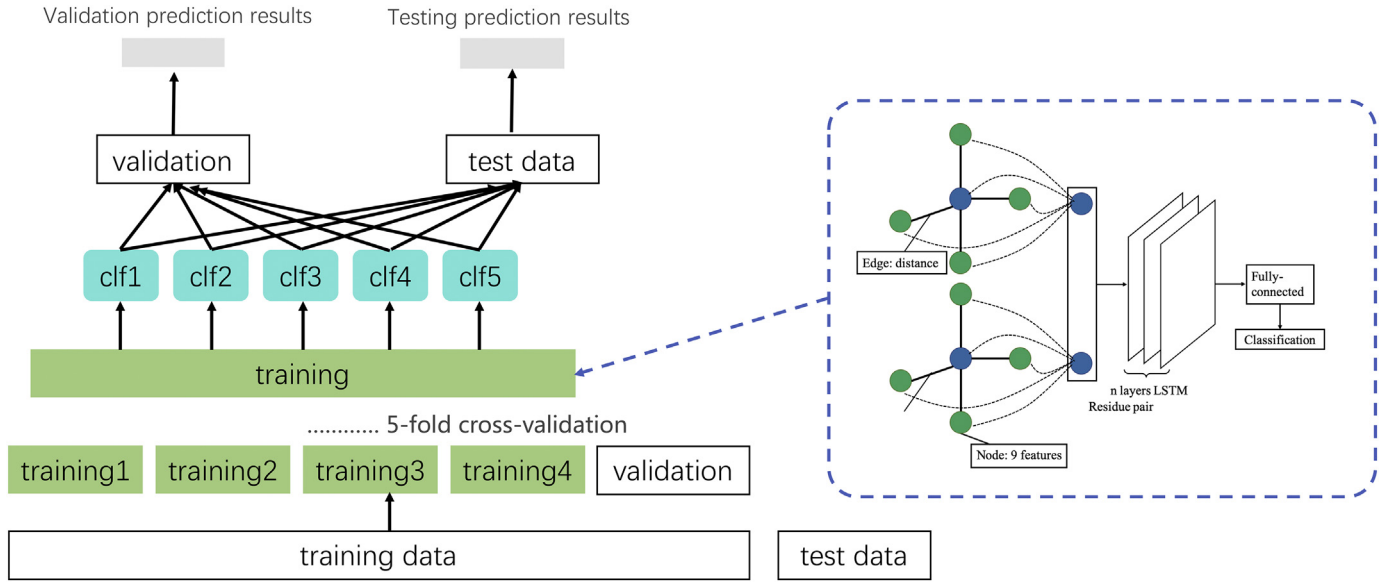 Validation prediction results
Testing prediction results
validation
test data
clf1
clf2
clf3
clf4
clf5
training
............ 5-fold cross-validation
training1
training2
training3
training4
validation
training data
test data
Edge: distance
Node: 9 features
n layers LSTM
Residue pair
Fully-
connected
Classification